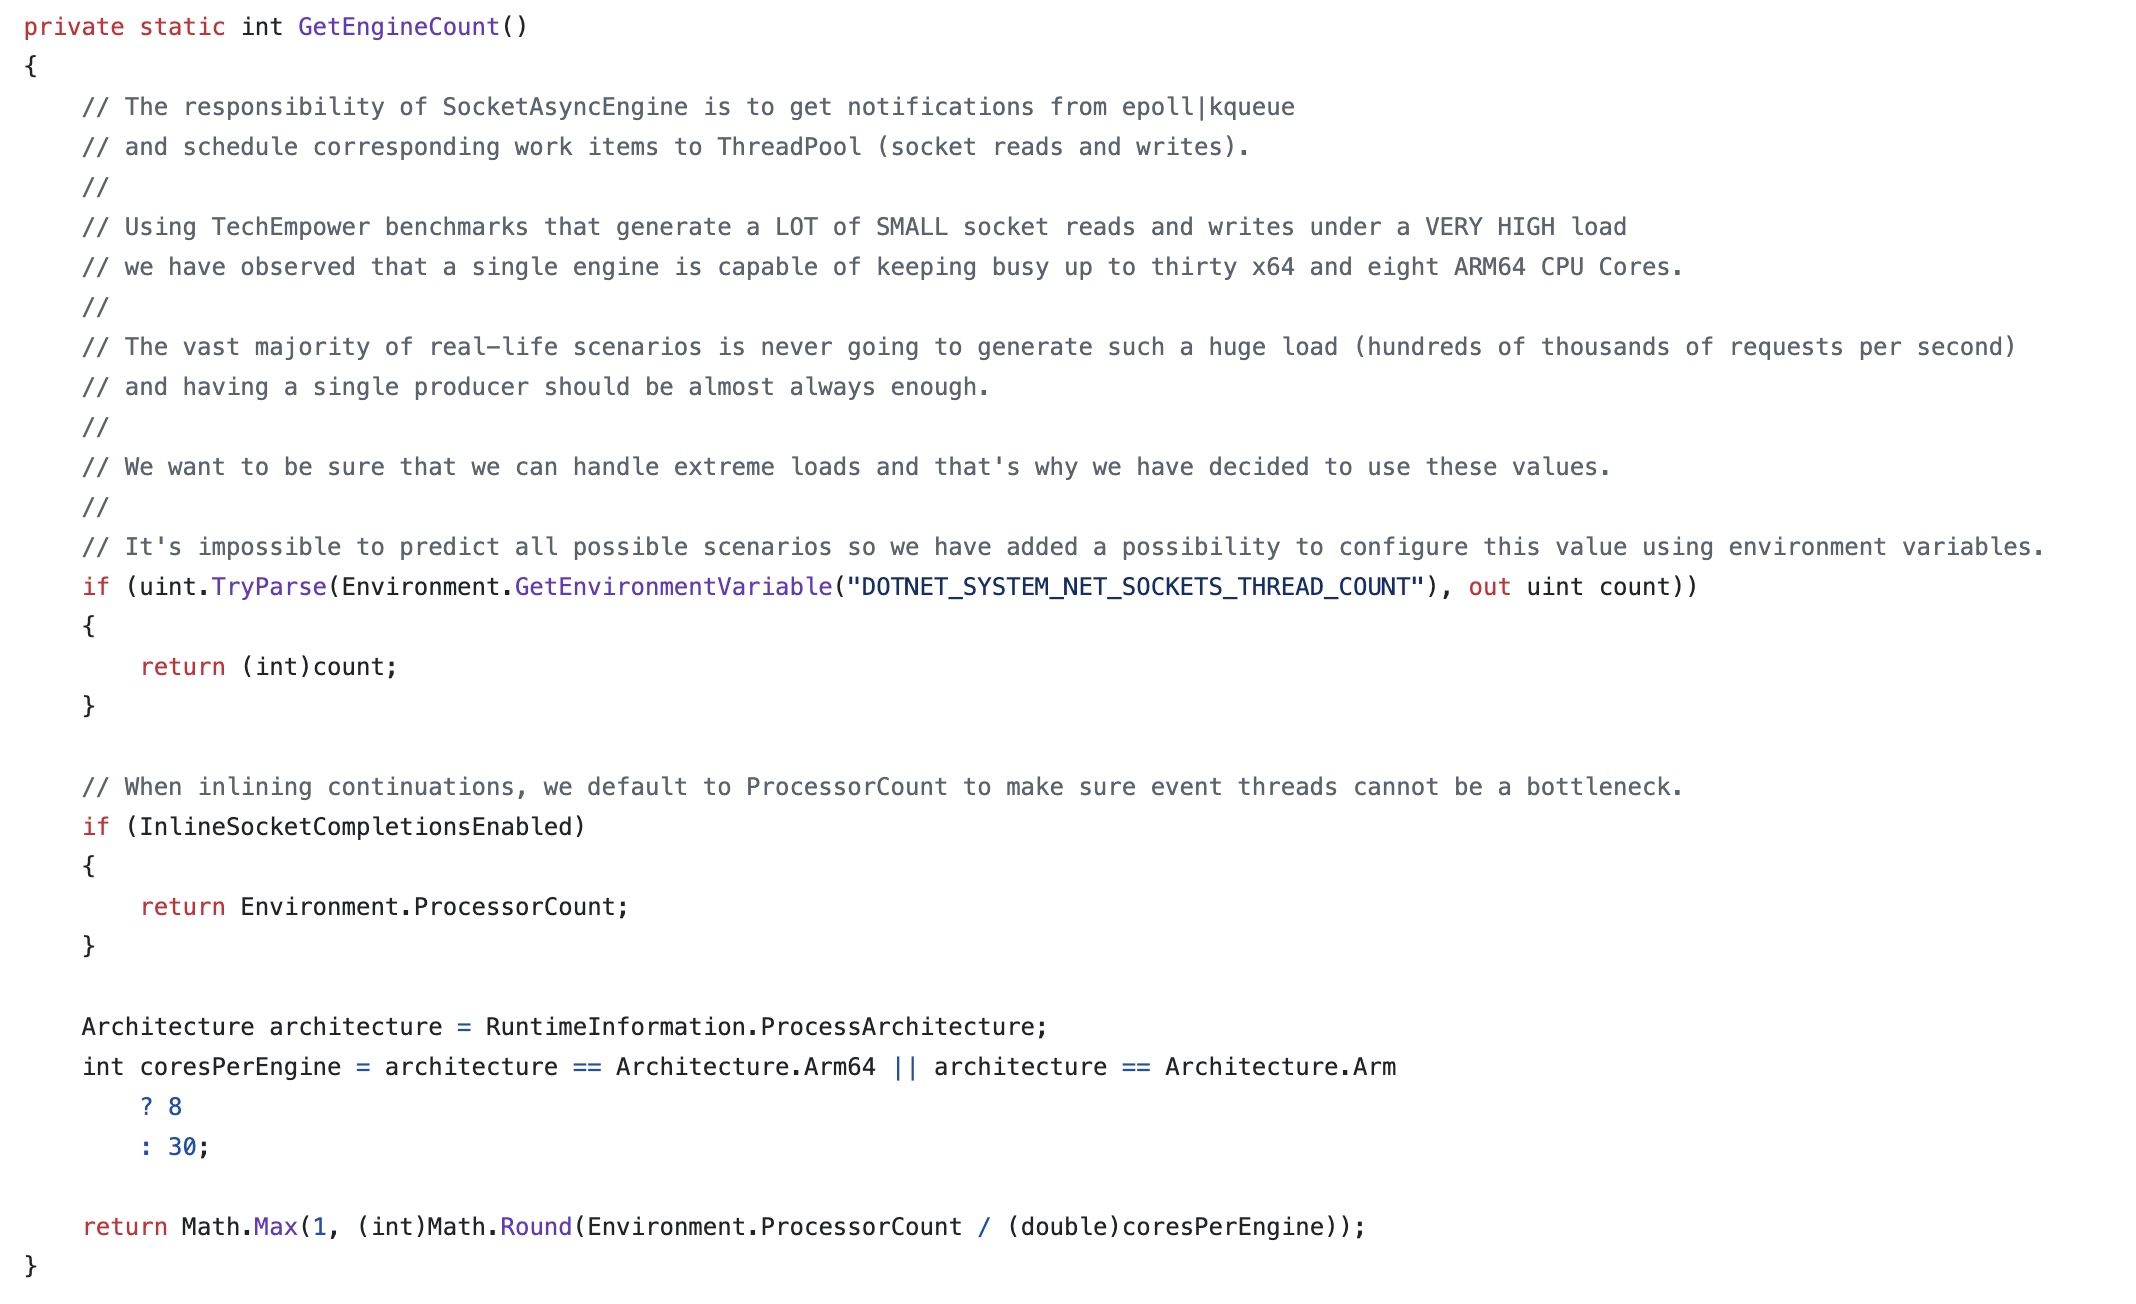 private static int GetEngineCount()
{
    // The responsibility of SocketAsyncEngine is to get notifications from epoll|kqueue
    // and schedule corresponding work items to ThreadPool (socket reads and writes).
    //
    // Using TechEmpower benchmarks that generate a LOT of SMALL socket reads and writes under a VERY HIGH load
    // we have observed that a single engine is capable of keeping busy up to thirty x64 and eight ARM64 CPU Cores.
    //
    // The vast majority of real-life scenarios is never going to generate such a huge load (hundreds of thousands of requests per second)
    // and having a single producer should be almost always enough.
    //
    // We want to be sure that we can handle extreme loads and that's why we have decided to use these values.
    //
    // It's impossible to predict all possible scenarios so we have added a possibility to configure this value using environment variables.
    if (uint.TryParse(Environment.GetEnvironmentVariable("DOTNET_SYSTEM_NET_SOCKETS_THREAD_COUNT"), out uint count))
    {
        return (int)count;
    }

    // When inlining continuations, we default to ProcessorCount to make sure event threads cannot be a bottleneck.
    if (InlineSocketCompletionsEnabled)
    {
        return Environment.ProcessorCount;
    }

    Architecture architecture = RuntimeInformation.ProcessArchitecture;
    int coresPerEngine = architecture == Architecture.Arm64 || architecture == Architecture.Arm
        ? 8
        : 30;

    return Math.Max(1, (int)Math.Round(Environment.ProcessorCount / (double)coresPerEngine));
}